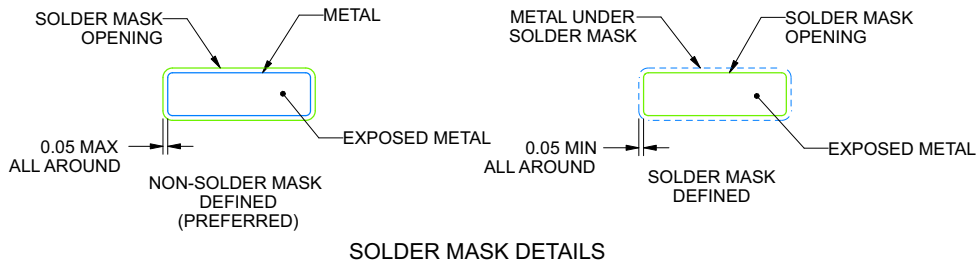 SOLDER MASK
OPENING
METAL
EXPOSED METAL
0.05 MAX
ALL AROUND
NON-SOLDER MASK
DEFINED
(PREFERRED)
METAL UNDER
SOLDER MASK
SOLDER MASK
OPENING
EXPOSED METAL
0.05 MIN
ALL AROUND
SOLDER MASK
DEFINED
SOLDER MASK DETAILS